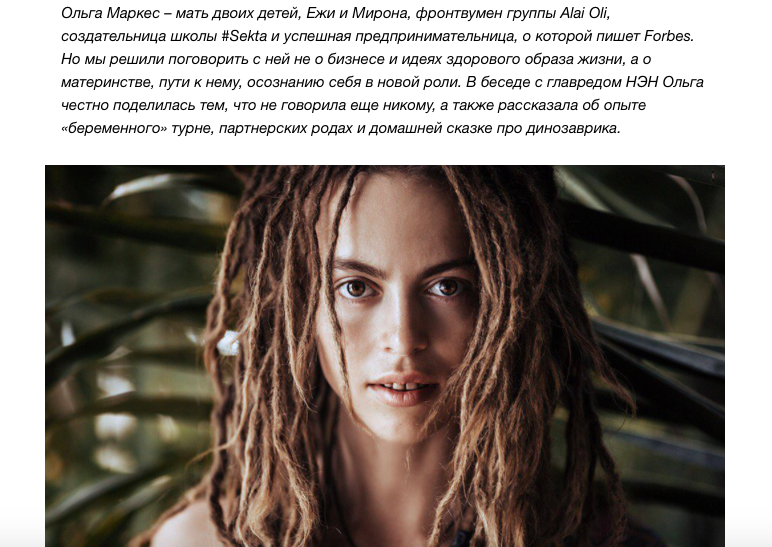 Ольга Маркес – мать двоих детей, Ежи и Мирона, фронтвумен группы Alai Oli,
создательница школы #Sekta и успешная предпринимательница, о которой пишет Forbes.
Но мы решили поговорить с ней не о бизнесе и идеях здорового образа жизни, а о
материнстве, пути к нему, осознанию себя в новой роли. В беседе с главредом НЭН Ольга
честно поделилась тем, что не говорила еще никому, а также рассказала об опыте
«беременного» турне, партнерских родах и домашней сказке про динозаврика.